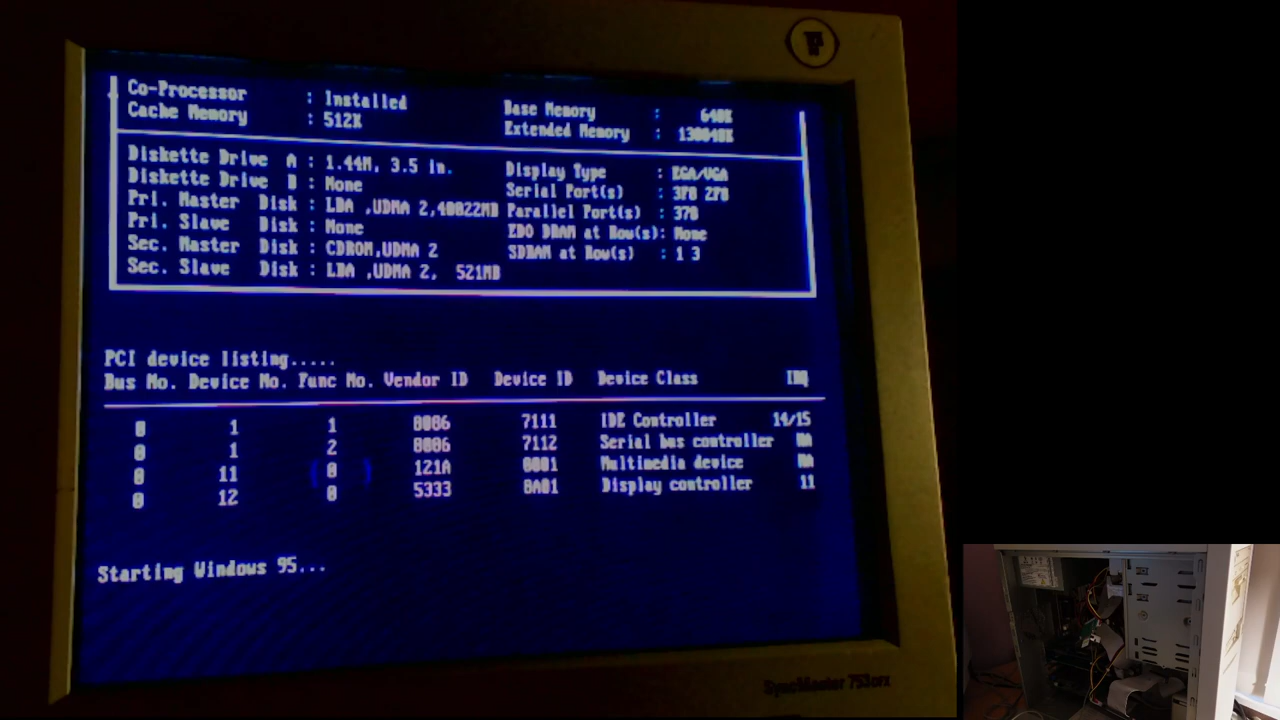 Co-Processor : Installed Base Memory : 640K
Cache Memory : 512K Extended Memory : 130048K
Diskette Drive A : 1.44M, 3.5 in. Display Type : EGA/VGA
Diskette Drive B : None Serial Port(s) : 3F8 2F8
Pri. Master Disk : LBA ,UDMA 2,40022MB Parallel Port(s) : 378
Pri. Slave Disk : None EDO DRAM at Row(s): None
Sec. Master Disk : CDROM,UDMA 2 SDRAM at Row(s) : 1 3
Sec. Slave Disk : LBA ,UDMA 2, 521MB
PCI device listing.....
Bus No. Device No. Func No. Vendor ID Device ID Device Class IRQ
0 1 1 8086 7111 IDE Controller 14/15
0 1 2 8086 7112 Serial bus controller NA
0 11 0 121A 0001 Multimedia device NA
0 12 0 5333 8A01 Display controller 11
Starting Windows 95...
SyncMaster 753DFX